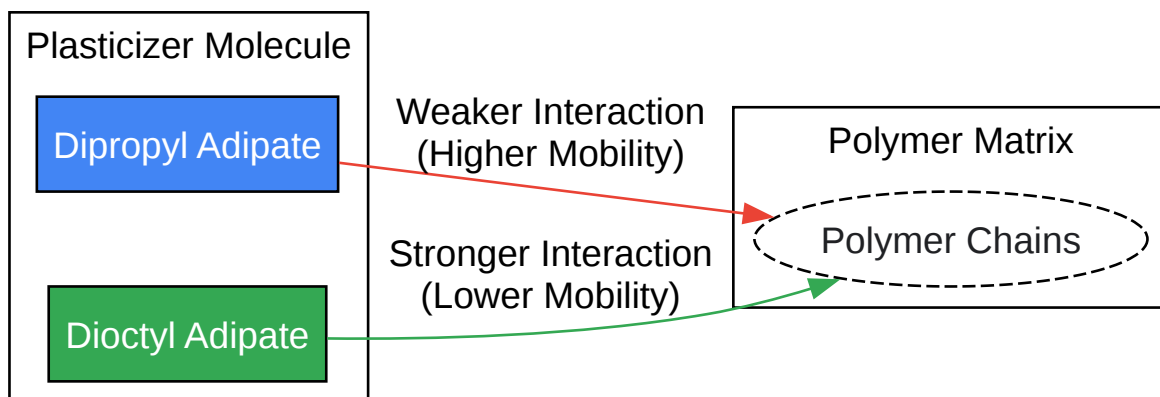 Plasticizer Molecule
Dipropyl Adipate
Weaker Interaction
(Higher Mobility)
Polymer Matrix
Polymer Chains
Stronger Interaction
(Lower Mobility)
Dioctyl Adipate